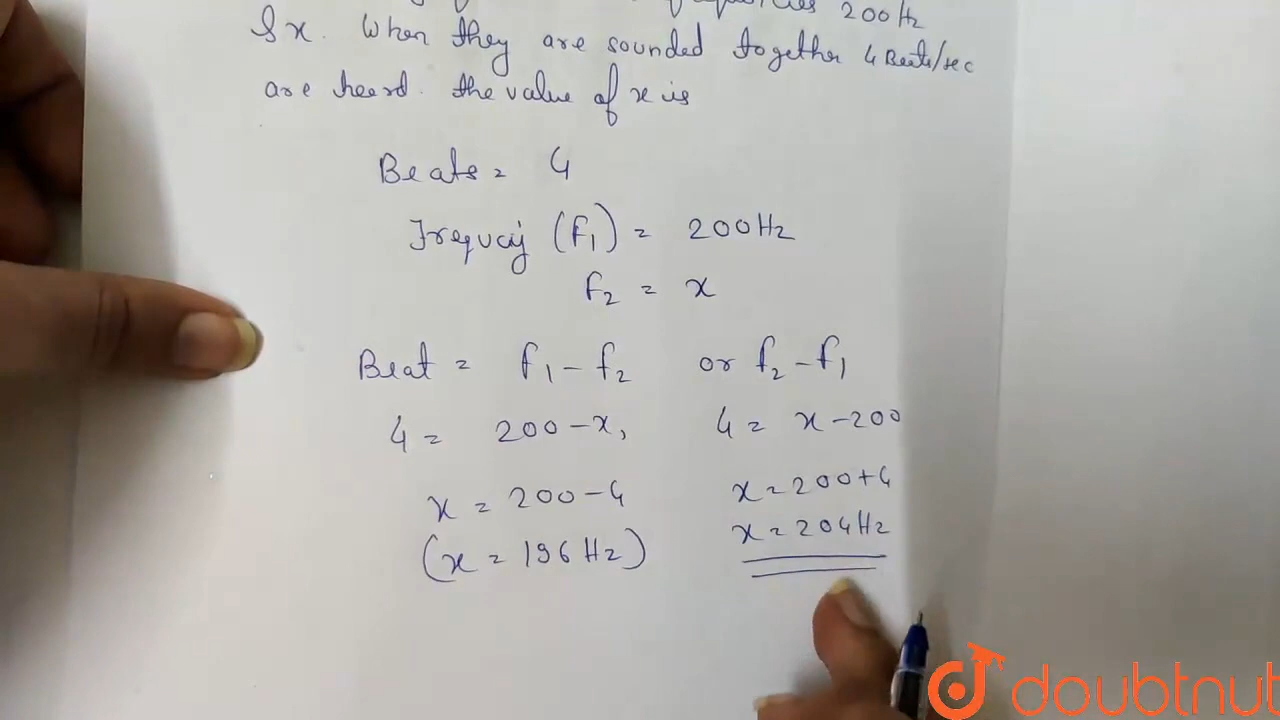 200Hz
& x. When they are sounded together 4 Beats/sec
are heard. the value of x is
Beats = 4
(f₁) = 200Hz
f₂ = x
Beat = f₁ - f₂ or f₂ - f₁
4 = 200 - x, 4 = x - 200
x = 200 - 4 x = 200 + 4
(x = 196 Hz) x = 204 Hz
doubtnut